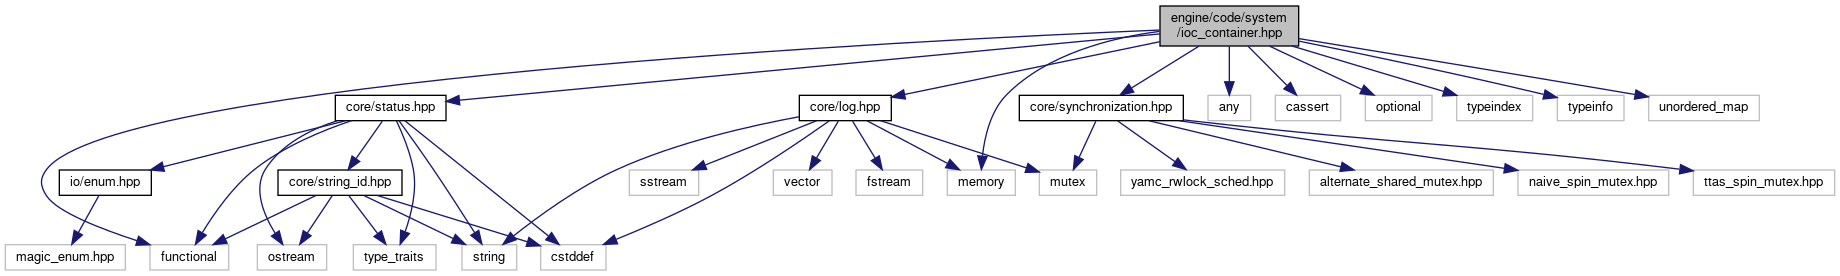 engine/code/system
/ioc_container.hpp
core/status.hpp
core/log.hpp
core/synchronization.hpp
any
cassert
optional
typeindex
typeinfo
unordered_map
io/enum.hpp
core/string_id.hpp
sstream
vector
fstream
memory
mutex
yamc_rwlock_sched.hpp
alternate_shared_mutex.hpp
naive_spin_mutex.hpp
ttas_spin_mutex.hpp
magic_enum.hpp
functional
ostream
type_traits
string
cstddef